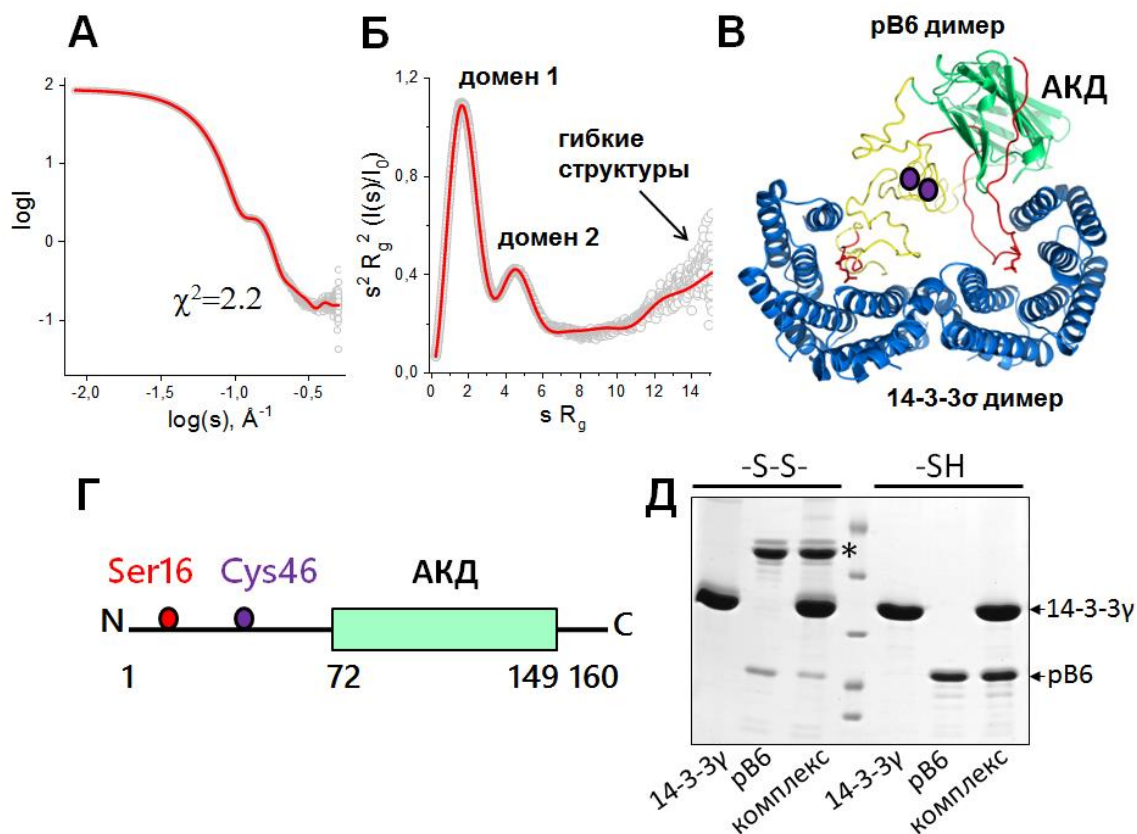 А
2
1
0
-1
logI
χ²=2.2
-2,0
-1,5
-1,0
-0,5
log(s), Å⁻¹
Б
1,2
0,8
0,4
0,0
s² Rg² (I(s)/I₀)
домен 1
домен 2
гибкие
структуры
0
2
4
6
8
10
12
14
s Rg
В
pB6 димер
АКД
14-3-3σ димер
Г
Ser16
Cys46
АКД
N
C
1
72
149
160
Д
-S-S-
-SH
*
14-3-3γ
pB6
14-3-3γ
pB6
комплекс
14-3-3γ
pB6
комплекс